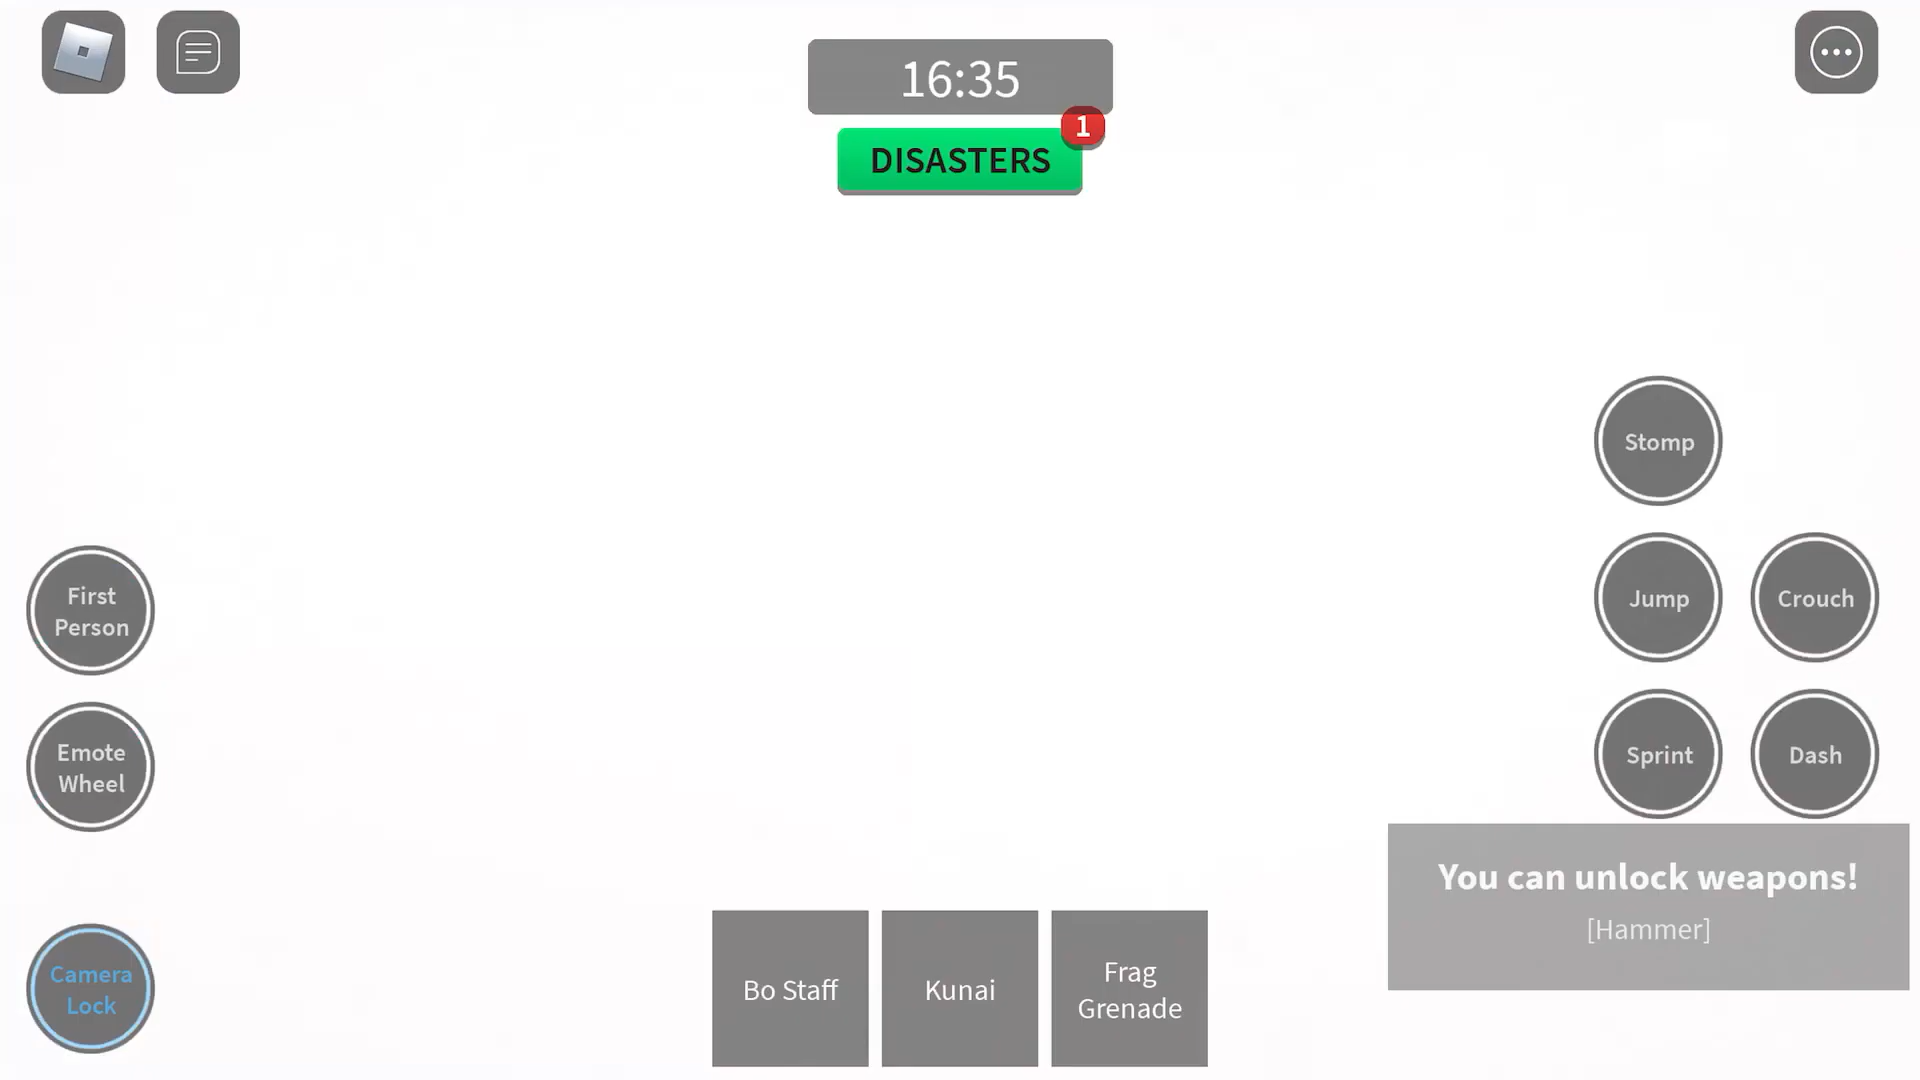 16:35
1
DISASTERS
Stomp
First
Person
Jump
Crouch
Emote
Wheel
Sprint
Dash
You can unlock weapons!
[Hammer]
Camera
Lock
Bo Staff
Kunai
Frag
Grenade